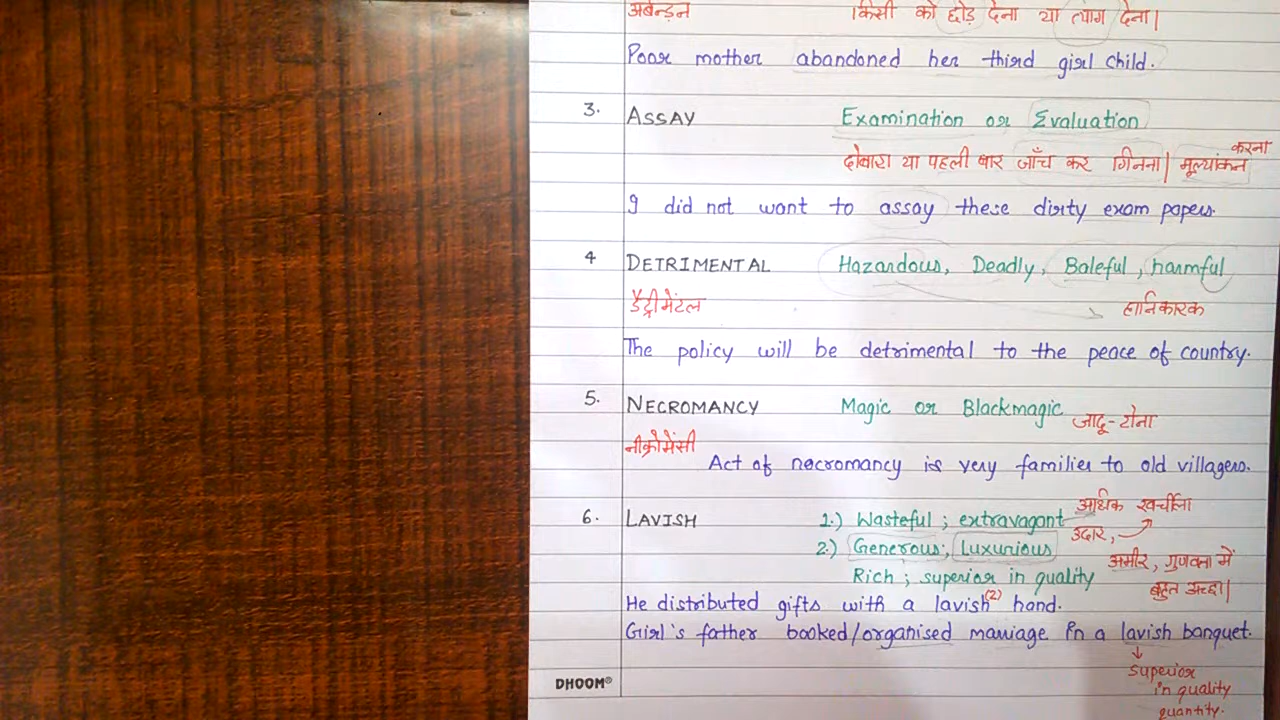 अबेन्ड़न किसी को छोड़ देना या त्याग देना|
Poor mother abandoned her third girl child.
3. ASSAY Examination or Evaluation
दोबारा या पहली बार जाँच कर गिनना| मूल्यांकन करना
I did not want to assay these dirty exam papers.
4 DETRIMENTAL Hazardous, Deadly, Baleful, harmful
डैट्रीमेंटल हानिकारक
The policy will be detrimental to the peace of country.
5. NECROMANCY Magic or Blackmagic जादू-टोना
नीक्रोमेंसी
Act of necromancy is very families to old villagers.
6. LAVISH 1.) Wasteful ; extravagant अधिक खर्चीला
2.) Generous; Luxurious उदार,
Rich ; superior in quality अमीर, गुणवत्ता में बहुत अच्छा|
He distributed gifts with a lavish (2) hand.
Girl's father booked/organised marriage in a lavish banquet.
superior
in quality
quantity.
DHOOM®